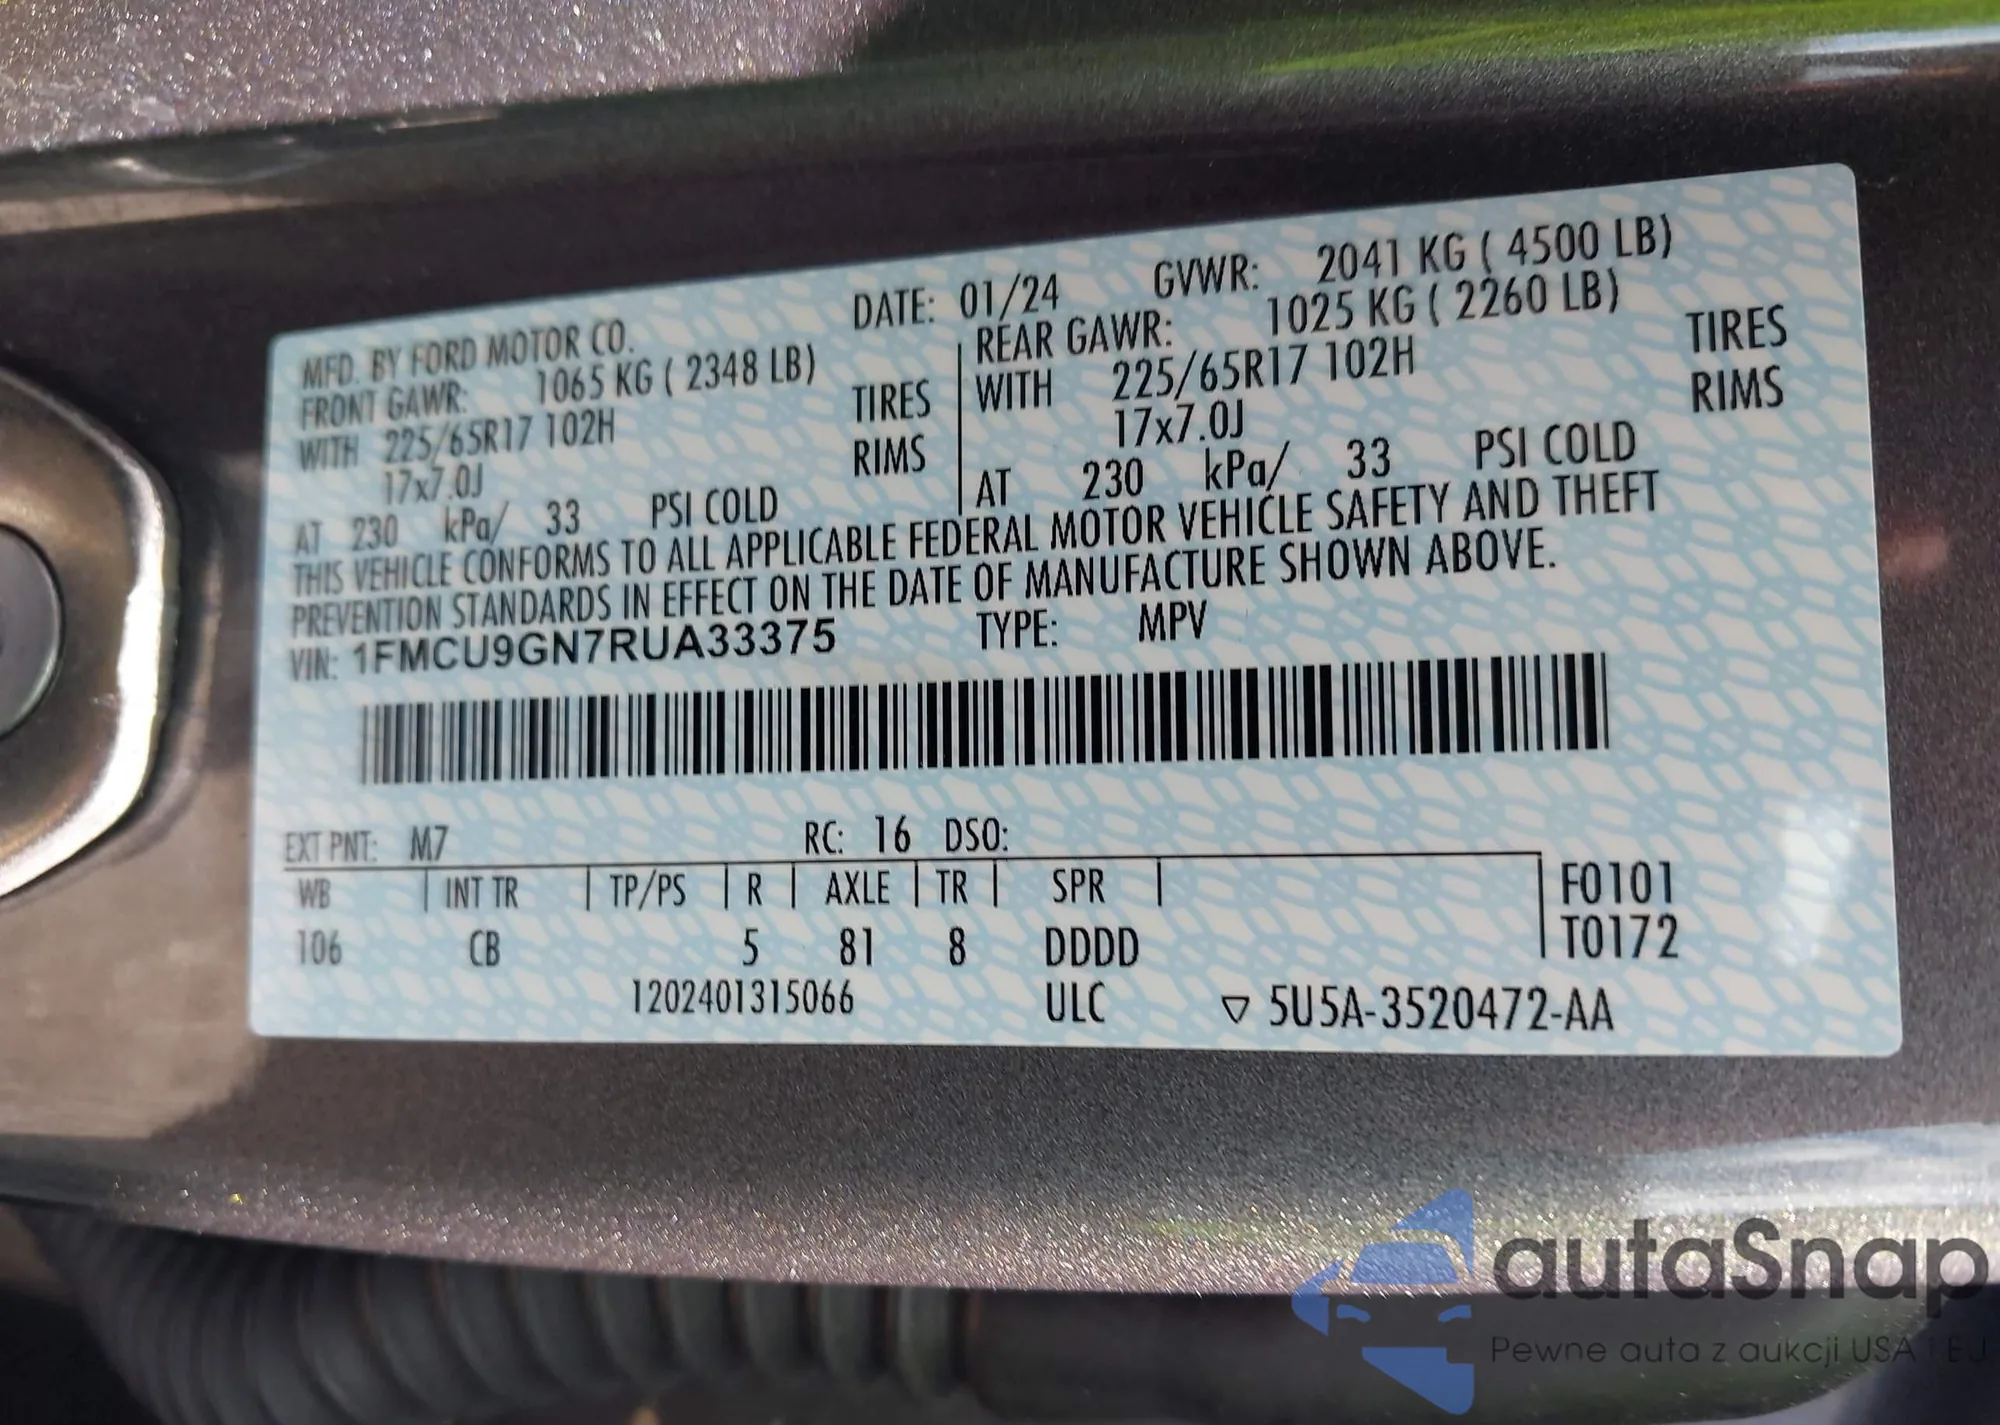 MFD. BY FORD MOTOR CO. DATE: 01/24 GVWR: 2041 KG ( 4500 LB)
FRONT GAWR: 1065 KG ( 2348 LB) REAR GAWR: 1025 KG ( 2260 LB)
WITH 225/65R17 102H TIRES WITH 225/65R17 102H TIRES
17x7.0J RIMS 17x7.0J RIMS
AT 230 kPa/ 33 PSI COLD AT 230 kPa/ 33 PSI COLD
THIS VEHICLE CONFORMS TO ALL APPLICABLE FEDERAL MOTOR VEHICLE SAFETY AND THEFT
PREVENTION STANDARDS IN EFFECT ON THE DATE OF MANUFACTURE SHOWN ABOVE.
VIN: 1FMCU9GN7RUA33375 TYPE: MPV
EXT PNT: M7 RC: 16 DSO:
WB INT TR TP/PS R AXLE TR SPR F0101
106 CB 5 81 8 DDDD T0172
1202401315066 ULC ▽ 5U5A-3520472-AA
autaSnap
Pewne auta z aukcji USA i EU